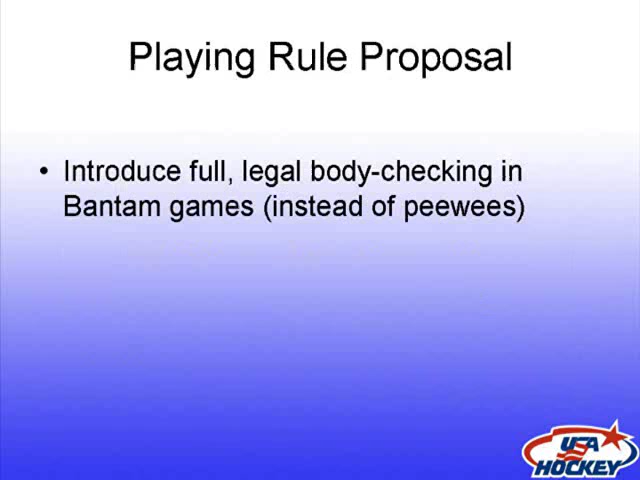 Playing Rule Proposal
• Introduce full, legal body-checking in
Bantam games (instead of peewees)
USA
HOCKEY